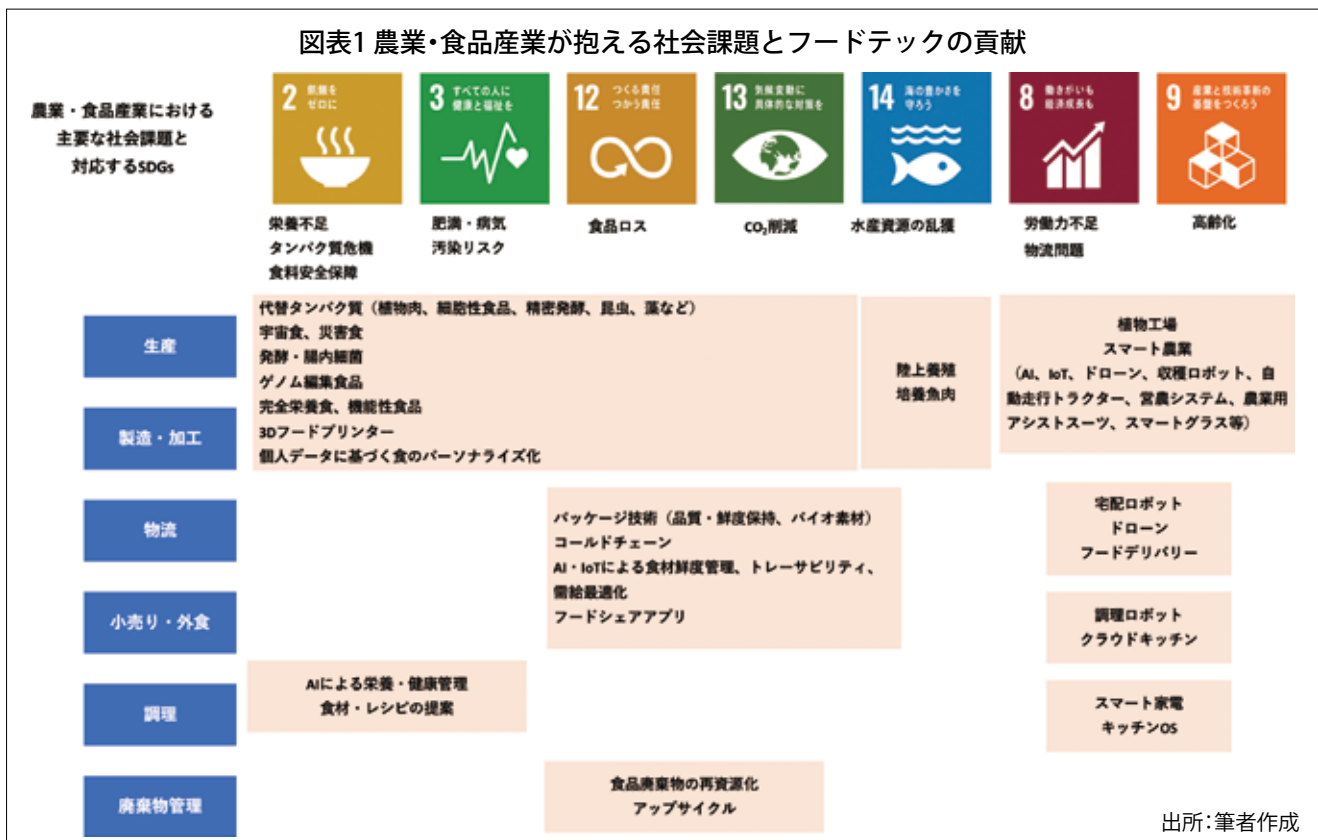 図表1 農業・食品産業が抱える社会課題とフードテックの貢献
農業・食品産業における
主要な社会課題と
対応するSDGs
2 飢餓を
ゼロに
3 すべての人に
健康と福祉を
12 つくる責任
つかう責任
13 気候変動に
具体的な対策を
14 海の豊かさを
守ろう
8 働きがいも
経済成長も
9 産業と技術革新の
基盤をつくろう
栄養不足
タンパク質危機
食料安全保障
肥満・病気
汚染リスク
食品ロス
CO₂削減
水産資源の乱獲
労働力不足
物流問題
高齢化
生産
製造・加工
代替タンパク質（植物肉、細胞性食品、精密発酵、昆虫、藻など）
宇宙食、災害食
発酵・腸内細菌
ゲノム編集食品
完全栄養食、機能性食品
3Dフードプリンター
個人データに基づく食のパーソナライズ化
陸上養殖
培養魚肉
植物工場
スマート農業
（AI、IoT、ドローン、収穫ロボット、自
動走行トラクター、営農システム、農業用
アシストスーツ、スマートグラス等）
物流
パッケージ技術（品質・鮮度保持、バイオ素材）
コールドチェーン
AI・IoTによる食材鮮度管理、トレーサビリティ、
需給最適化
フードシェアアプリ
宅配ロボット
ドローン
フードデリバリー
小売り・外食
調理ロボット
クラウドキッチン
調理
AIによる栄養・健康管理
食材・レシピの提案
スマート家電
キッチンOS
廃棄物管理
食品廃棄物の再資源化
アップサイクル
出所：筆者作成